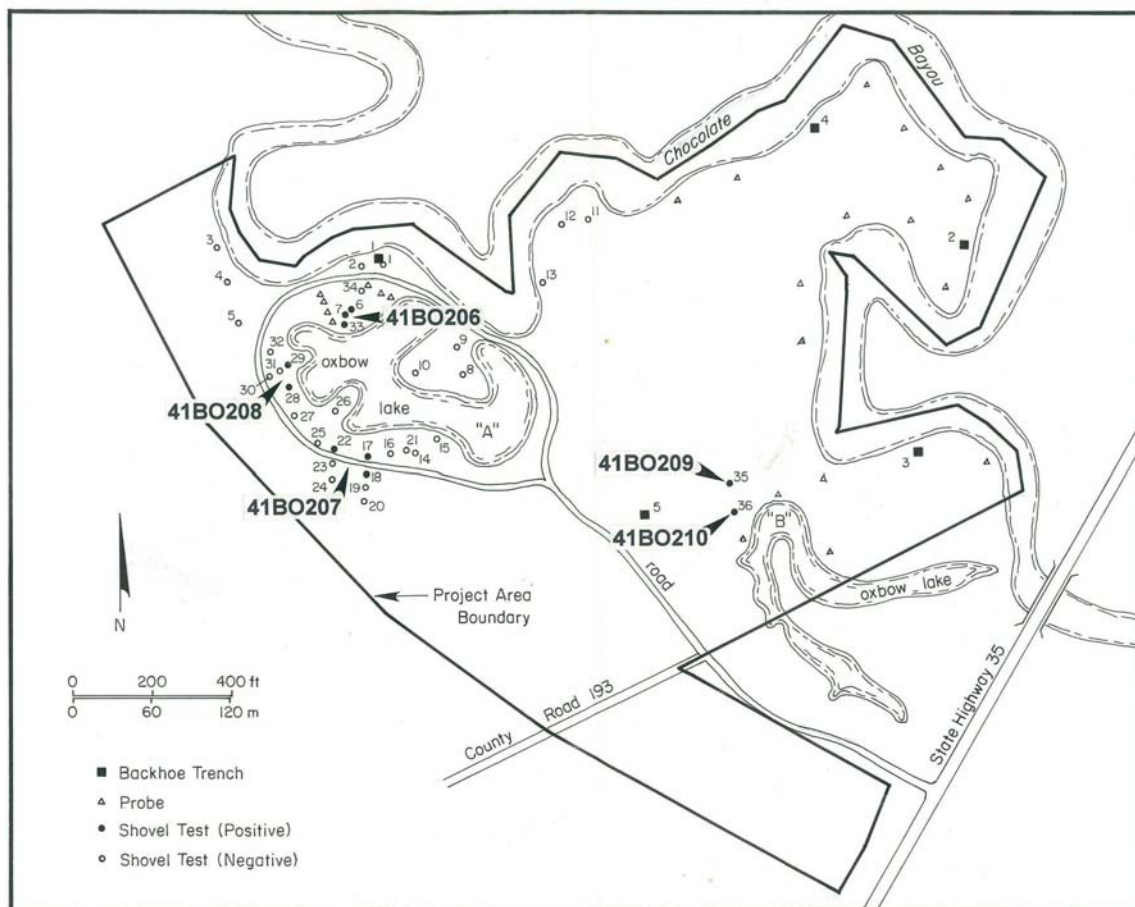 Bayou
Chocolate
4
12
11
3
2
1
1
2
34
4
13
7
6
5
33
41BO206
32
9
29
oxbow
31
10
8
30
28
41BO208
lake
27
26
"A"
25
22
17
16
21
15
14
3
23
18
41BO209
35
24
19
41BO207
20
36
"B"
5
41BO210
oxbow lake
road
Project Area
Boundary
N
State Highway 35
0 200 400 ft
0 60 120 m
County Road 193
Backhoe Trench
Probe
Shovel Test (Positive)
Shovel Test (Negative)